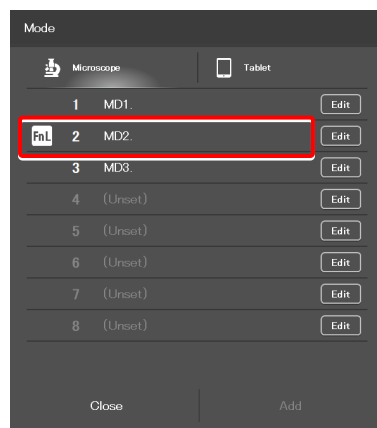 Mode
Microscope Tablet
1 MD1. Edit
FnL 2 MD2. Edit
3 MD3. Edit
4 (Unset) Edit
5 (Unset) Edit
6 (Unset) Edit
7 (Unset) Edit
8 (Unset) Edit
Close Add